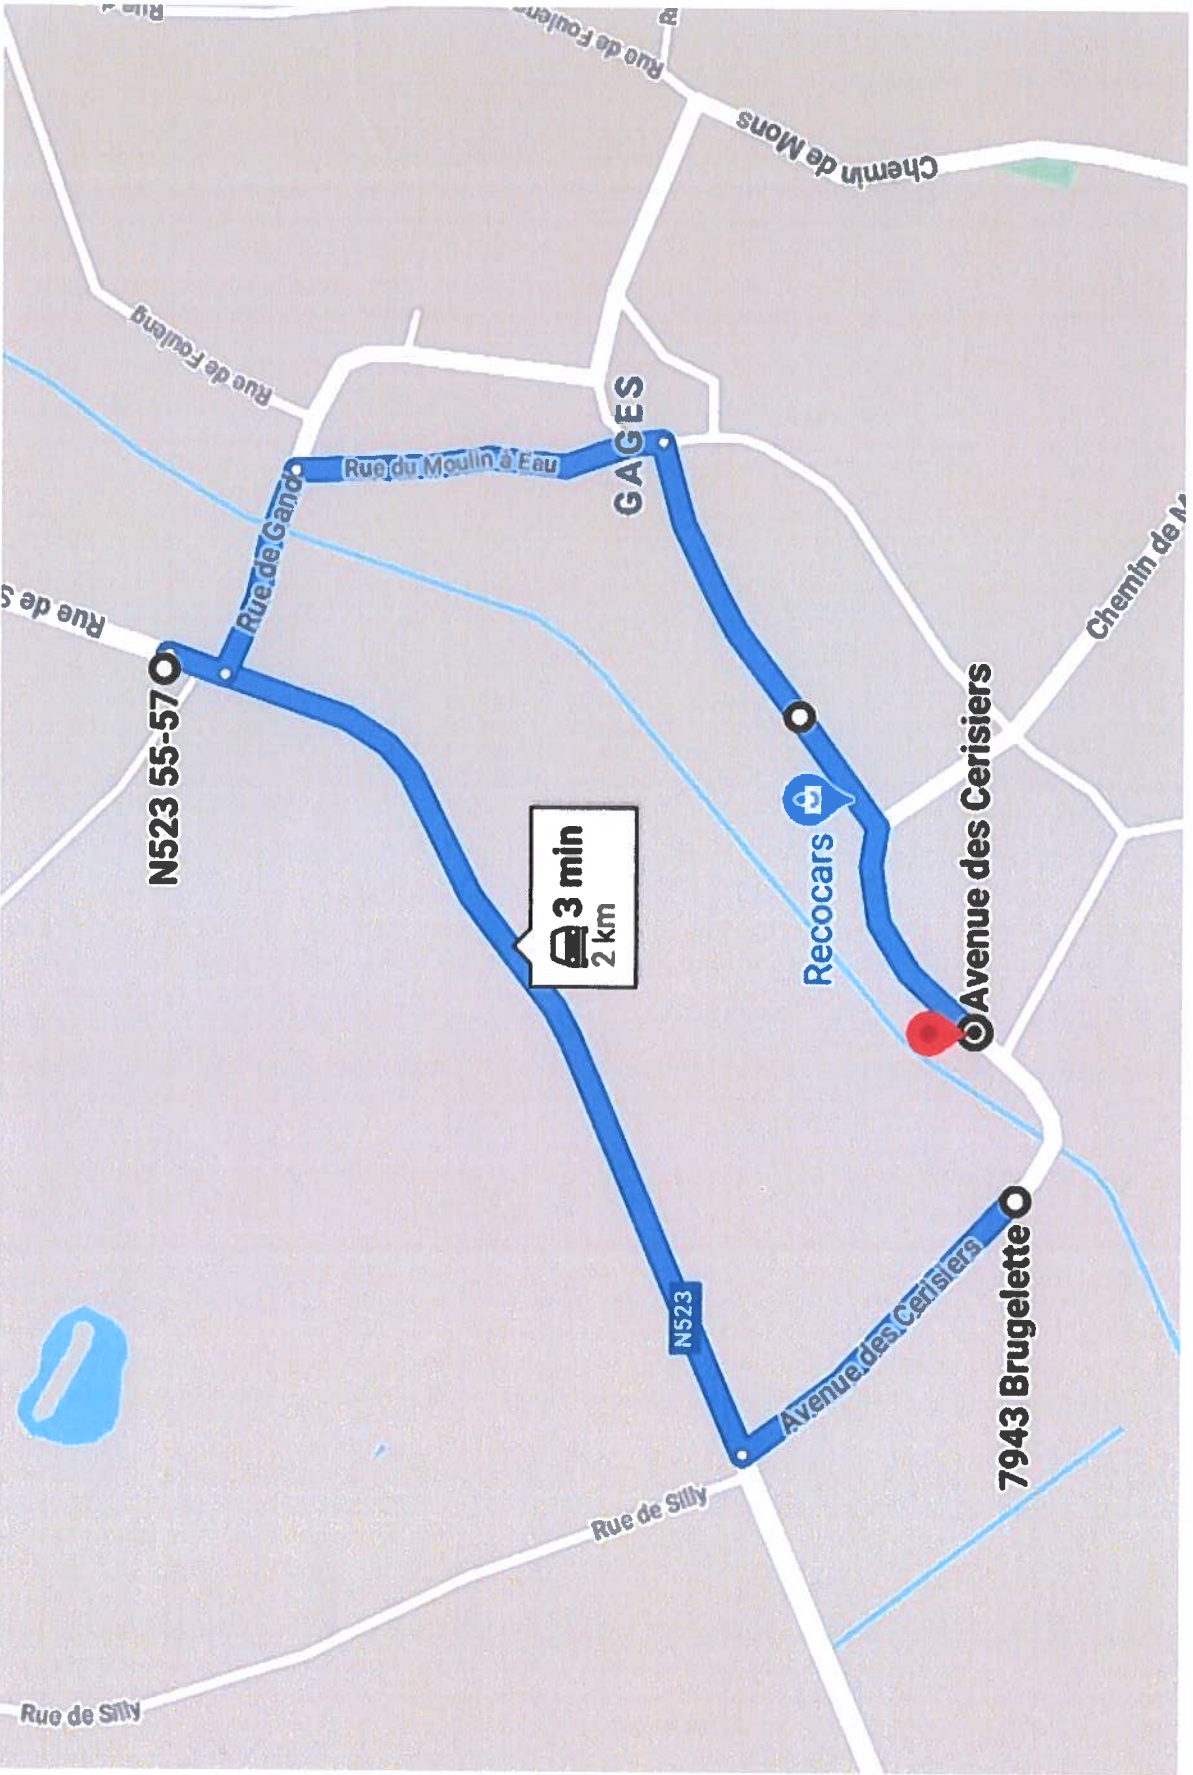 Rue de Fouleng
Chemin de Mons
Rue de Fouleng
GAGES
Rue du Moulin à Eau
Rue de Gand
Rue de S
N523 55-57
Chemin de M
Avenue des Cerisiers
Recocars
3 min
2 km
N523
Avenue des Cerisiers
7943 Brugelette
Rue de Silly
Rue de Silly